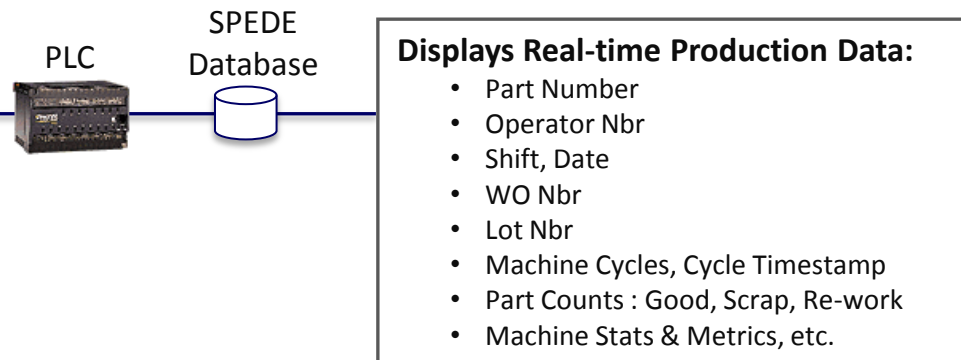 SPEDE
PLC
Database
Displays Real-time Production Data:
• Part Number
• Operator Nbr
• Shift, Date
• WO Nbr
• Lot Nbr
• Machine Cycles, Cycle Timestamp
• Part Counts : Good, Scrap, Re-work
• Machine Stats & Metrics, etc.